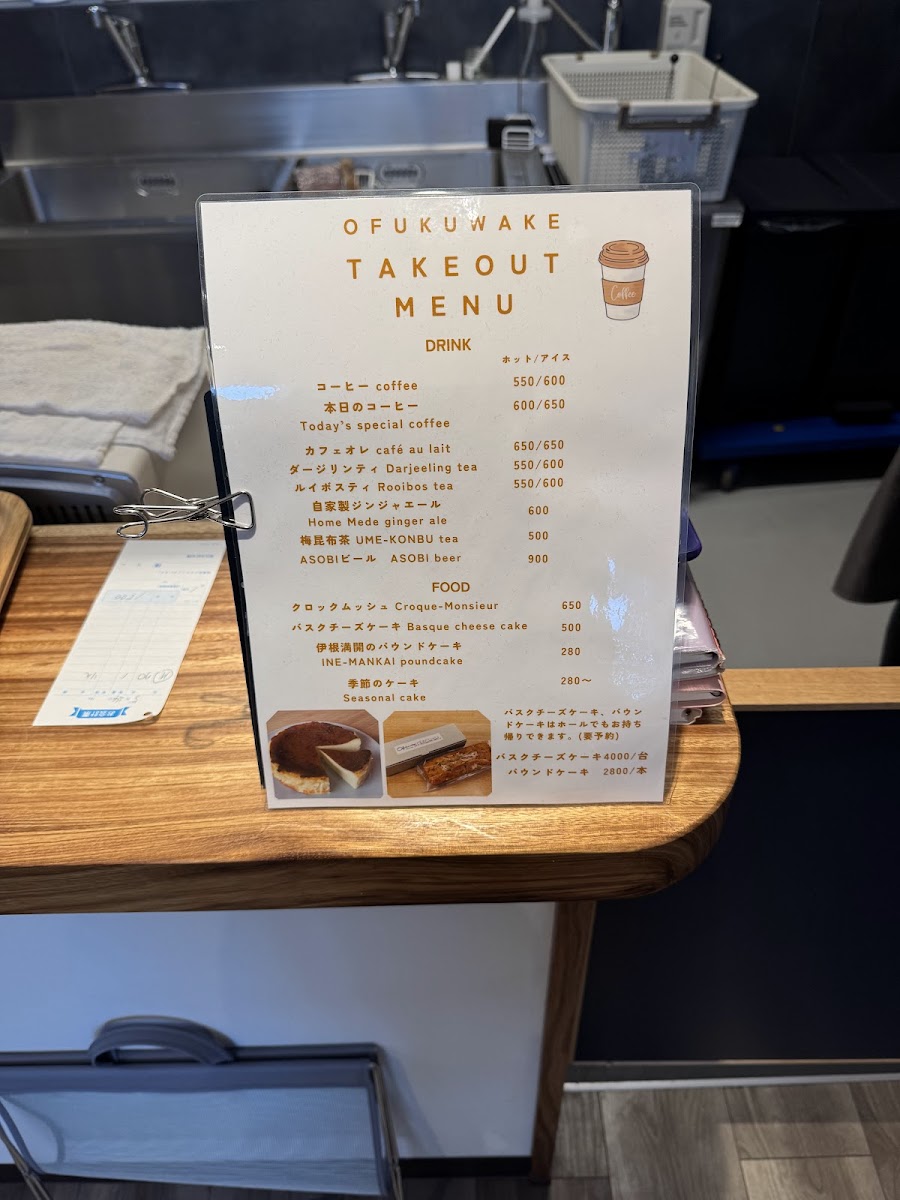 OFUKUWAKE
TAKEOUT
MENU
Coffee
DRINK
ホット/アイス
コーヒー coffee 550/600
本日のコーヒー 600/650
Today's special coffee
カフェオレ café au lait 650/650
ダージリンティ Darjeeling tea 550/600
ルイボスティ Rooibos tea 550/600
自家製ジンジャエール
Home Mede ginger ale 600
梅昆布茶 UME-KONBU tea 500
ASOBIビール ASOBI beer 900
FOOD
クロックムッシュ Croque-Monsieur 650
バスクチーズケーキ Basque cheese cake 500
伊根満開のパウンドケーキ 280
INE-MANKAI poundcake
季節のケーキ 280〜
Seasonal cake
バスクチーズケーキ、パウン
ドケーキはホールでもお持ち
帰りできます。(要予約)
バスクチーズケーキ4000/台
パウンドケーキ 2800/本
お会計票